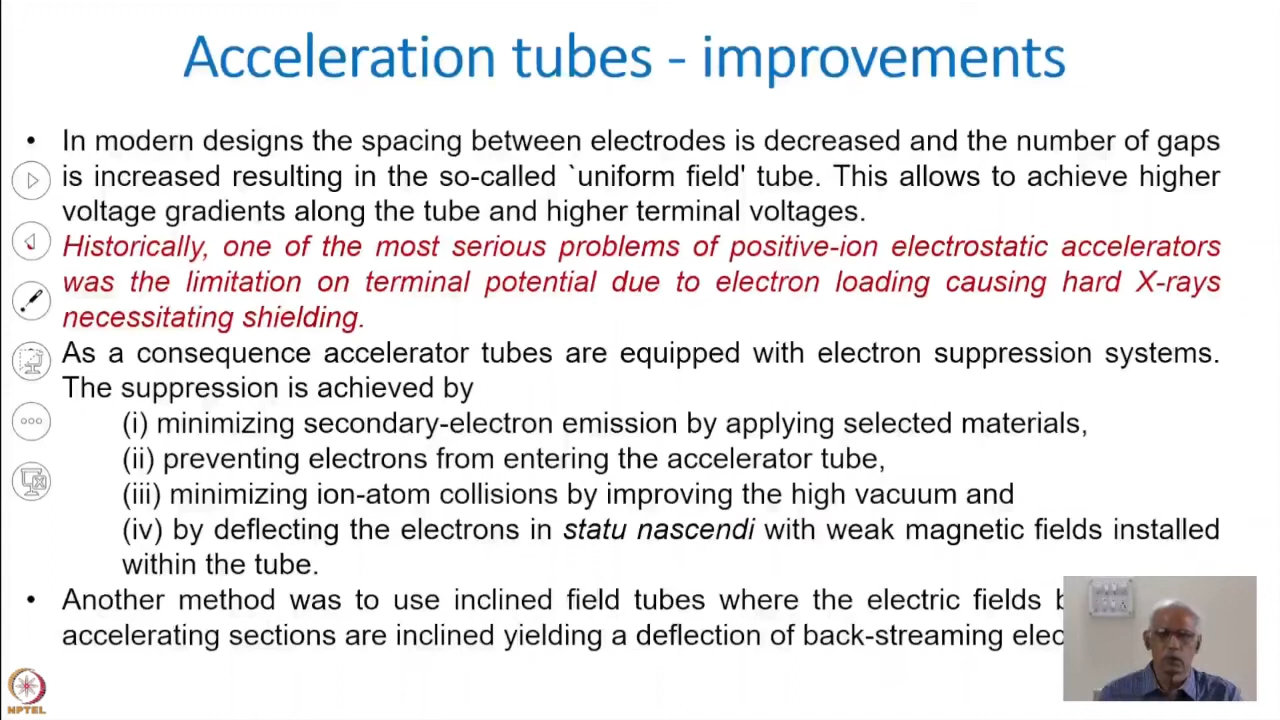 Acceleration tubes - improvements
• In modern designs the spacing between electrodes is decreased and the number of gaps
is increased resulting in the so-called `uniform field' tube. This allows to achieve higher
voltage gradients along the tube and higher terminal voltages.
Historically, one of the most serious problems of positive-ion electrostatic accelerators
was the limitation on terminal potential due to electron loading causing hard X-rays
necessitating shielding.
As a consequence accelerator tubes are equipped with electron suppression systems.
The suppression is achieved by
(i) minimizing secondary-electron emission by applying selected materials,
(ii) preventing electrons from entering the accelerator tube,
(iii) minimizing ion-atom collisions by improving the high vacuum and
(iv) by deflecting the electrons in statu nascendi with weak magnetic fields installed
within the tube.
• Another method was to use inclined field tubes where the electric fields
accelerating sections are inclined yielding a deflection of back-streaming
NPTEL